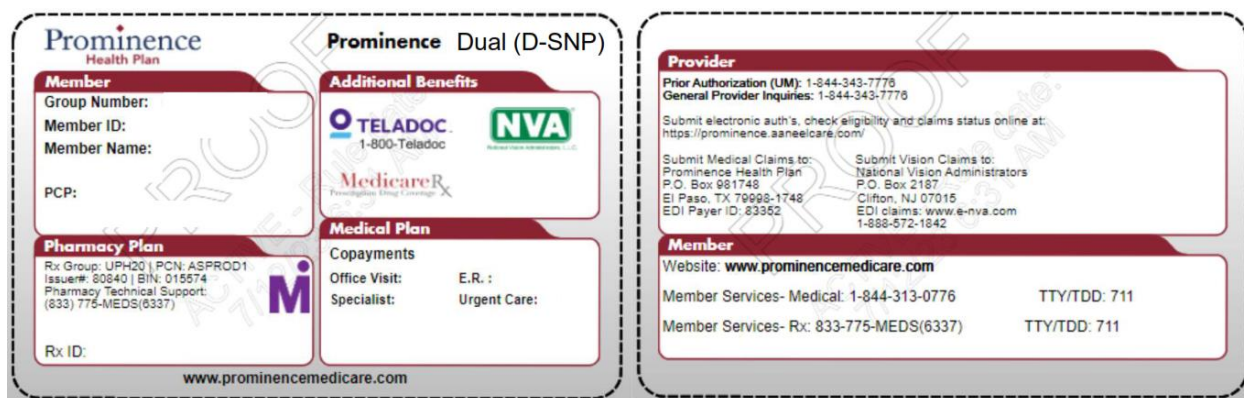 Prominence
Health Plan
Prominence Dual (D-SNP)
Member
Group Number:
Member ID:
Member Name:
PCP:
Additional Benefits
TELADOC
1-800-Teladoc
NVA
National Vision Administrators, L.L.C.
MedicareRx
Prescription Drug Coverage
Pharmacy Plan
Rx Group: UPH20 | PCN: ASPROD1
Issuer#: 80840 | BIN: 015574
Pharmacy Technical Support:
(833) 775-MEDS(6337)
Rx ID:
Medical Plan
Copayments
Office Visit: E.R. :
Specialist: Urgent Care:
www.prominencemedicare.com
Provider
Prior Authorization (UM): 1-844-343-7776
General Provider Inquiries: 1-844-343-7776
Submit electronic auth's, check eligibility and claims status online at:
https://prominence.aaneelcare.com/
Submit Medical Claims to:
Prominence Health Plan
P.O. Box 981748
El Paso, TX 79998-1748
EDI Payer ID: 83352
Submit Vision Claims to:
National Vision Administrators
P.O. Box 2187
Clifton, NJ 07015
EDI claims: www.e-nva.com
1-888-572-1842
Member
Website: www.prominencemedicare.com
Member Services- Medical: 1-844-313-0776 TTY/TDD: 711
Member Services- Rx: 833-775-MEDS(6337) TTY/TDD: 711
PROOF
PROOF